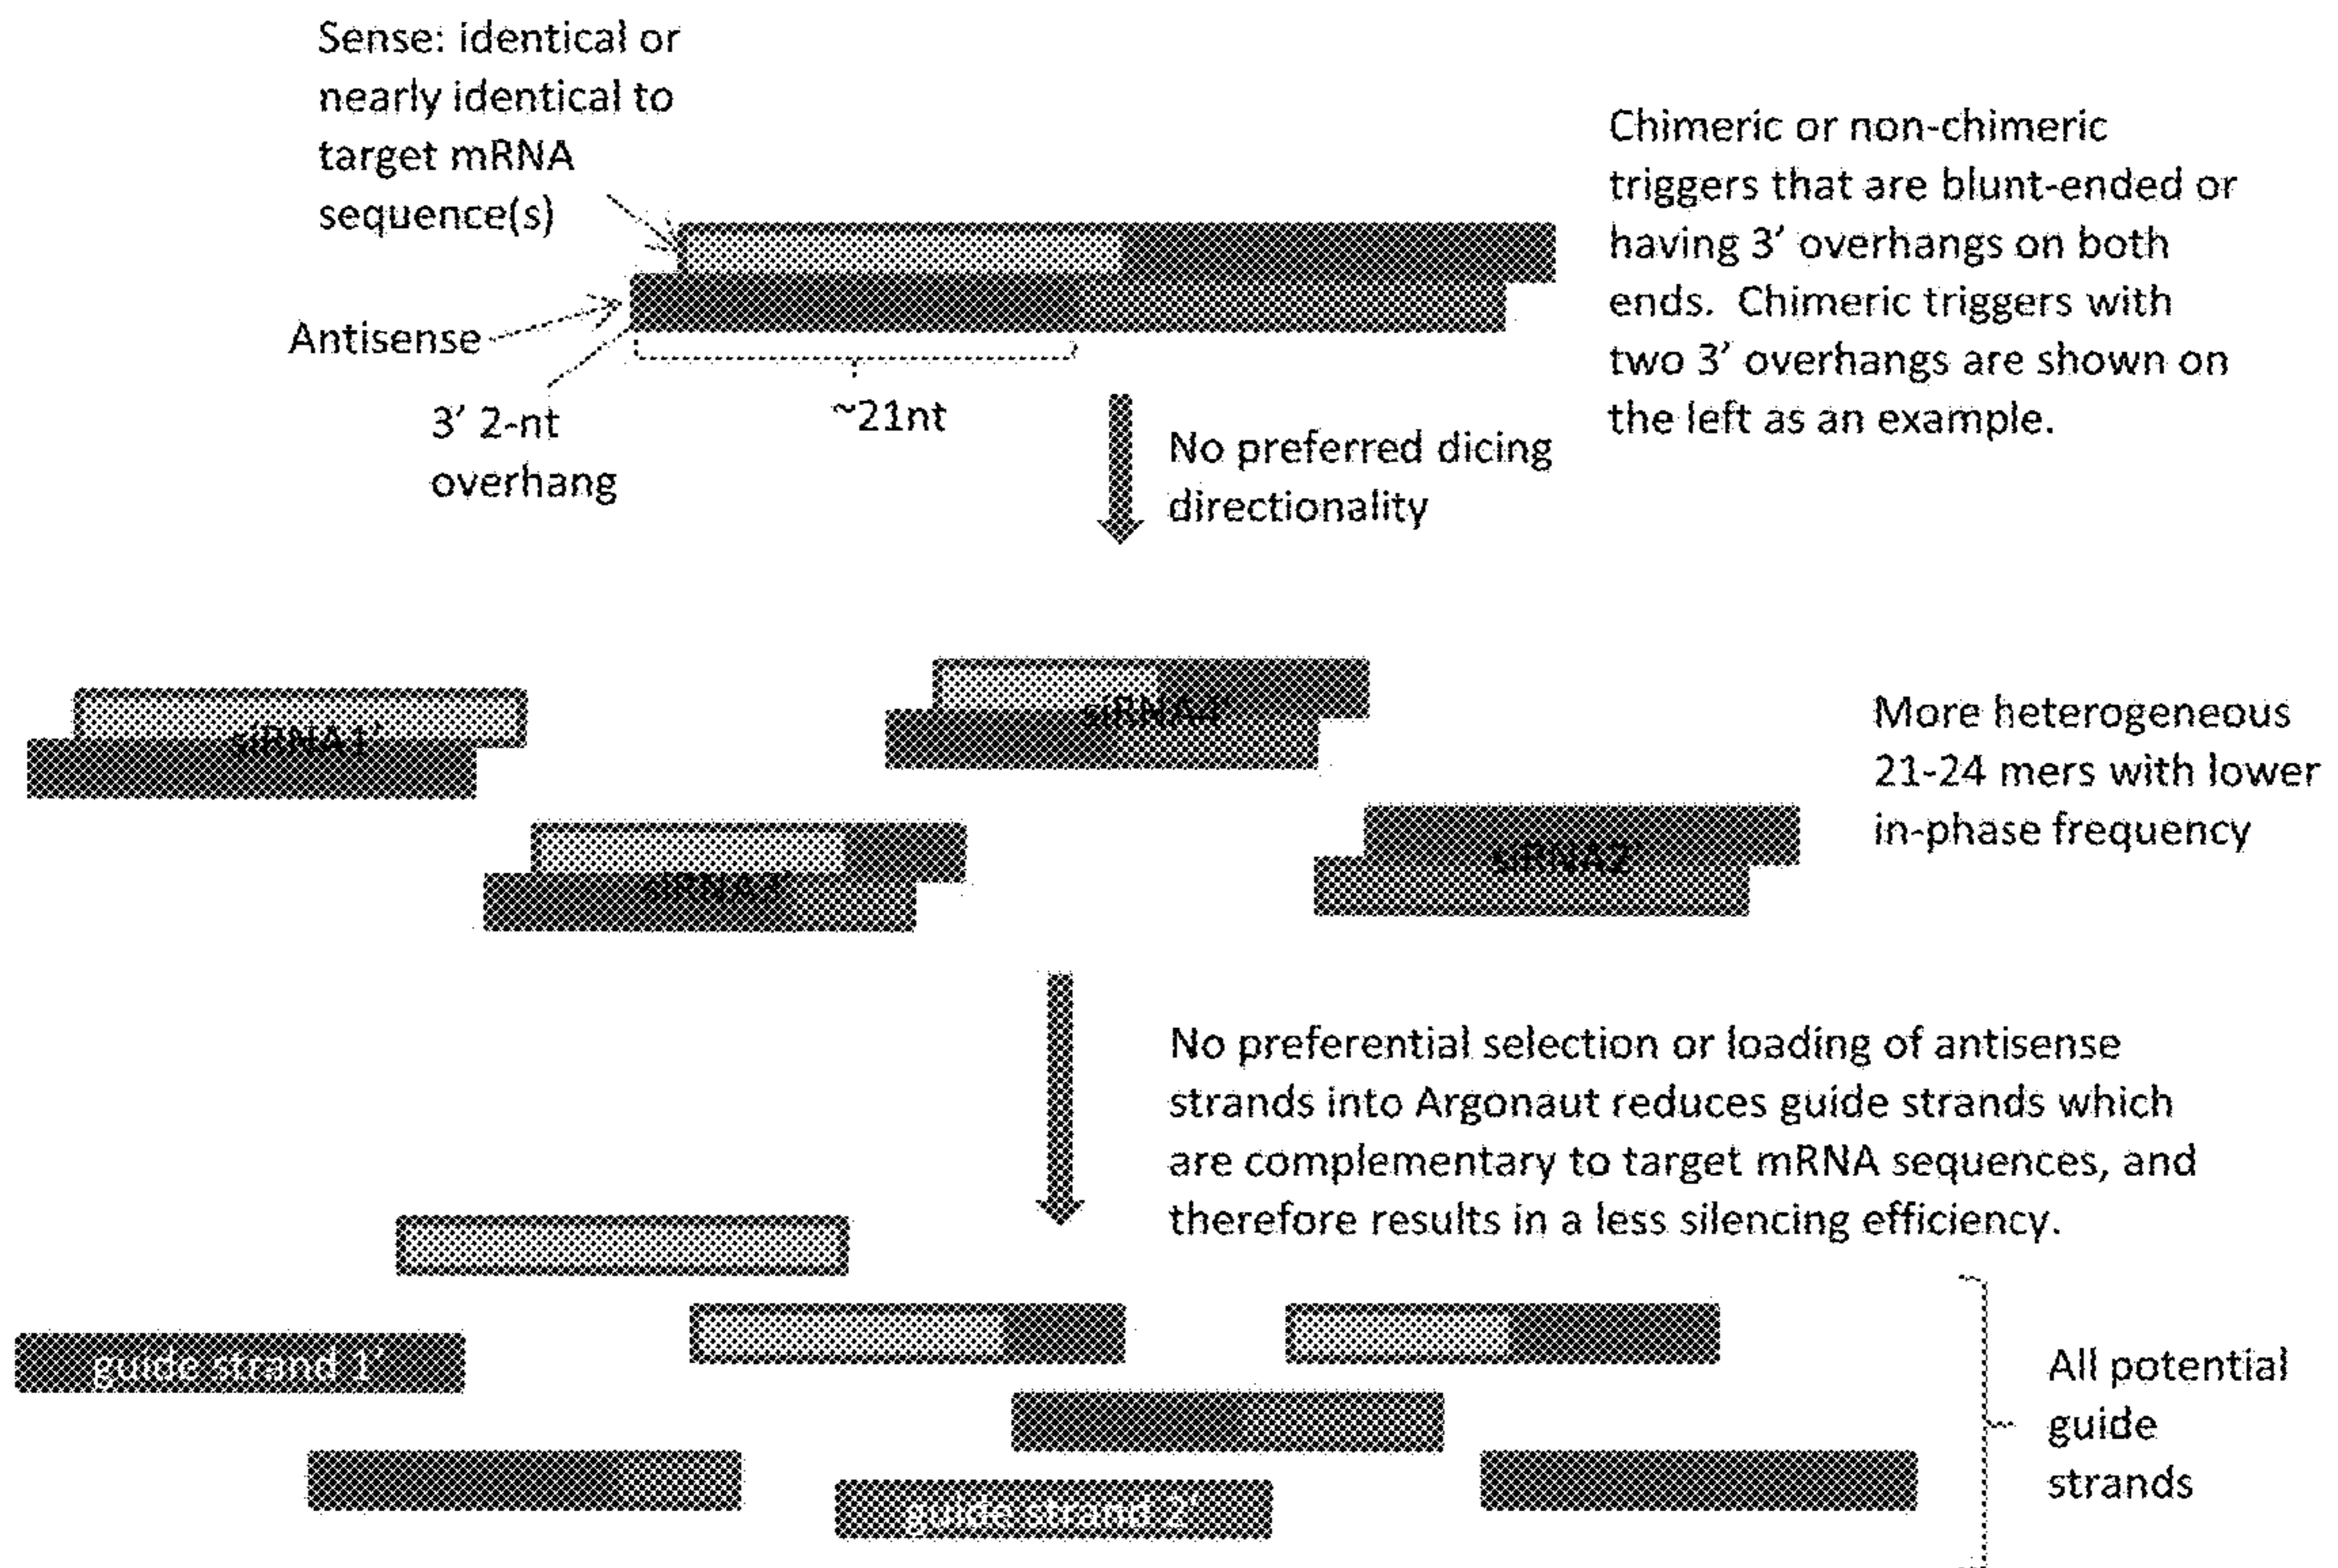 Sense: identical or
nearly identical to
target mRNA
sequence(s)
Chimeric or non-chimeric
triggers that are blunt-ended or
having 3′ overhangs on both
ends.  Chimeric triggers with
two 3′ overhangs are shown on
the left as an example.
Antisense
3′ 2-nt
overhang
~21nt
No preferred dicing
directionality
siRNA1′
siRNA4′
siRNA3′
siRNA2′
More heterogeneous
21-24 mers with lower
in-phase frequency
No preferential selection or loading of antisense
strands into Argonaut reduces guide strands which
are complementary to target mRNA sequences, and
therefore results in a less silencing efficiency.
guide strand 1′
guide strand 2′
All potential
guide
strands